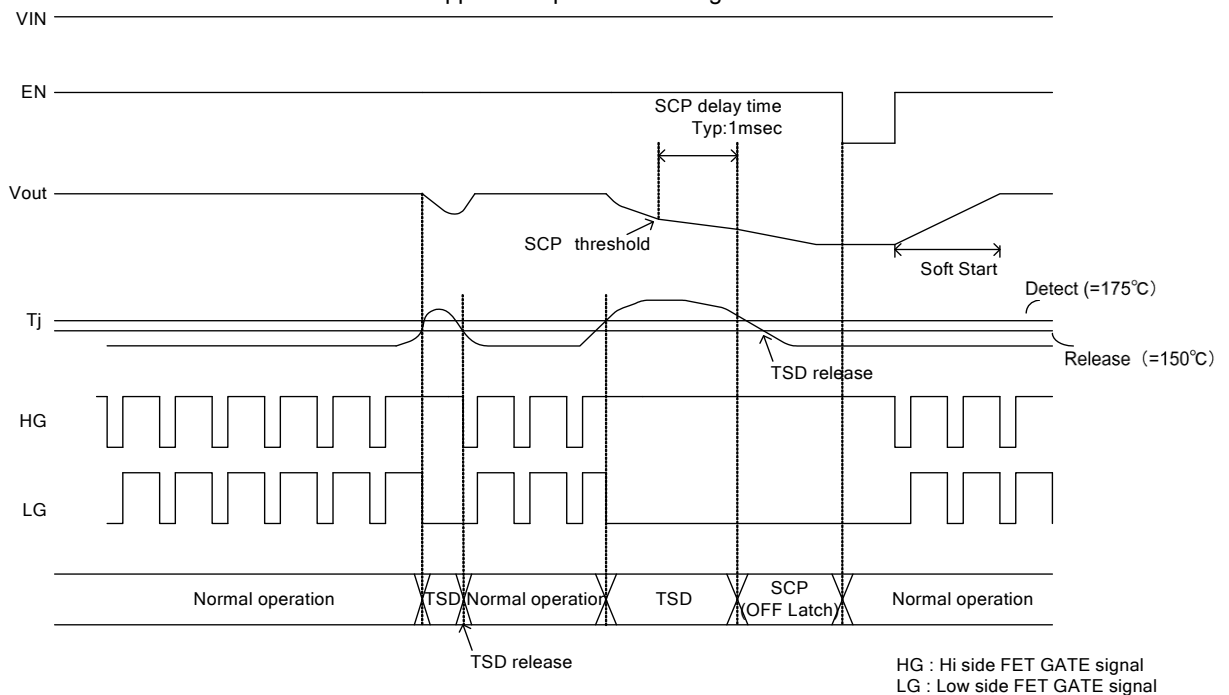 VIN
EN
SCP delay time
Typ:1msec
Vout
SCP threshold
Soft Start
Detect (=175℃)
Tj
TSD release
Release (=150℃)
HG
LG
Normal operation
TSD
Normal operation
TSD
SCP
(OFF Latch)
Normal operation
TSD release
HG : Hi side FET GATE signal
LG : Low side FET GATE signal